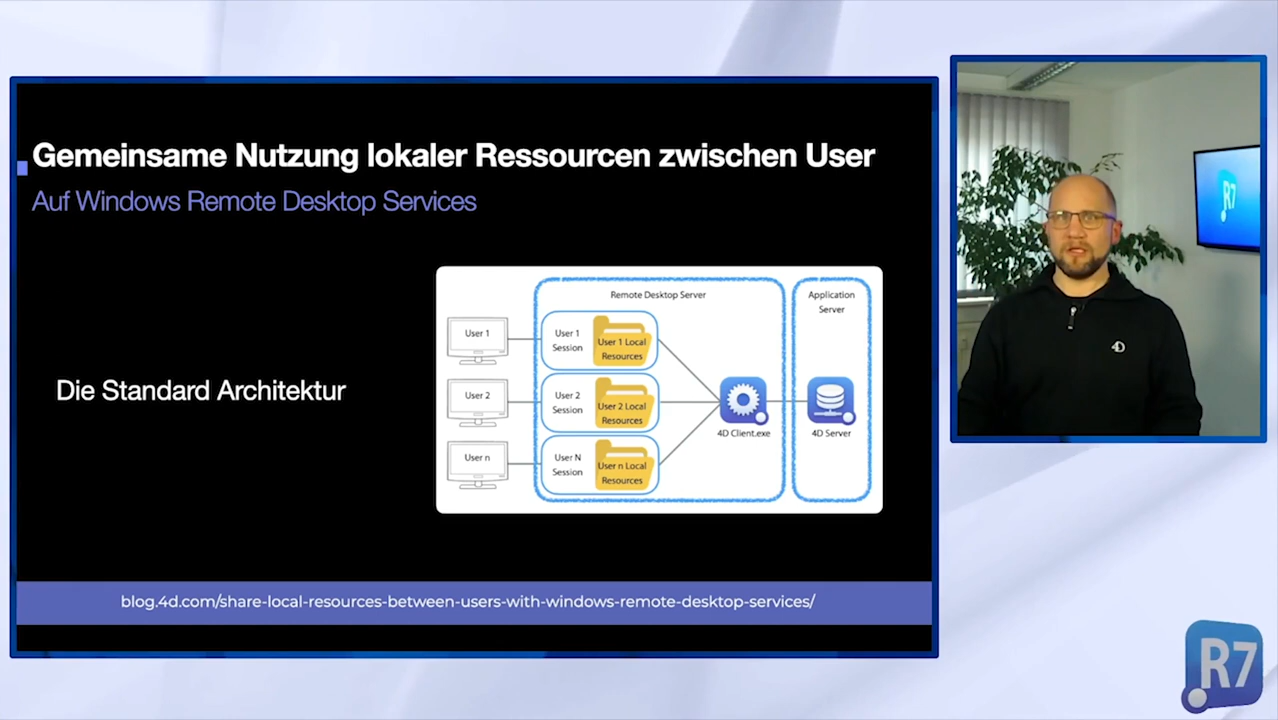 Gemeinsame Nutzung lokaler Ressourcen zwischen User
Auf Windows Remote Desktop Services
Die Standard Architektur
Remote Desktop Server
Application
Server
User 1
User 1
Session
User 1 Local
Resources
User 2
User 2
Session
User 2 Local
Resources
4D Client.exe
4D Server
User n
User N
Session
User n Local
Resources
blog.4d.com/share-local-resources-between-users-with-windows-remote-desktop-services/
R7
4D
R7